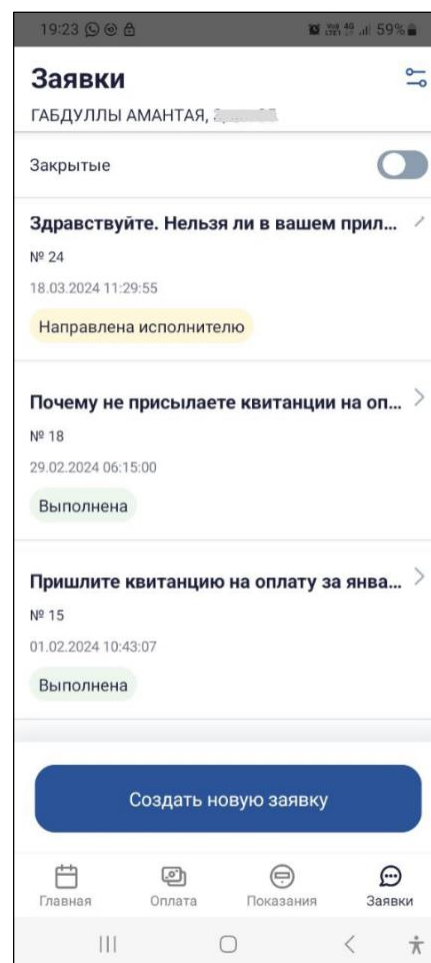 19:23
59%
Заявки
ГАБДУЛЛЫ АМАНТАЯ,
Закрытые
Здравствуйте. Нельзя ли в вашем прил...
№ 24
18.03.2024 11:29:55
Направлена исполнителю
Почему не присылаете квитанции на оп...
№ 18
29.02.2024 06:15:00
Выполнена
Пришлите квитанцию на оплату за янва...
№ 15
01.02.2024 10:43:07
Выполнена
Создать новую заявку
Главная Оплата Показания Заявки